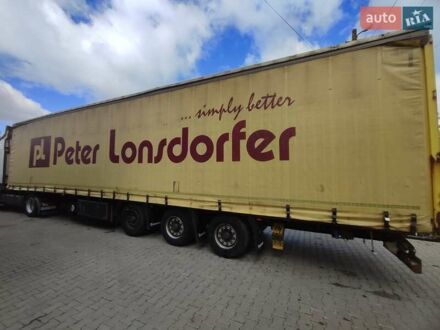 auto RIA
... simply better
p. Peter Lonsdorfer